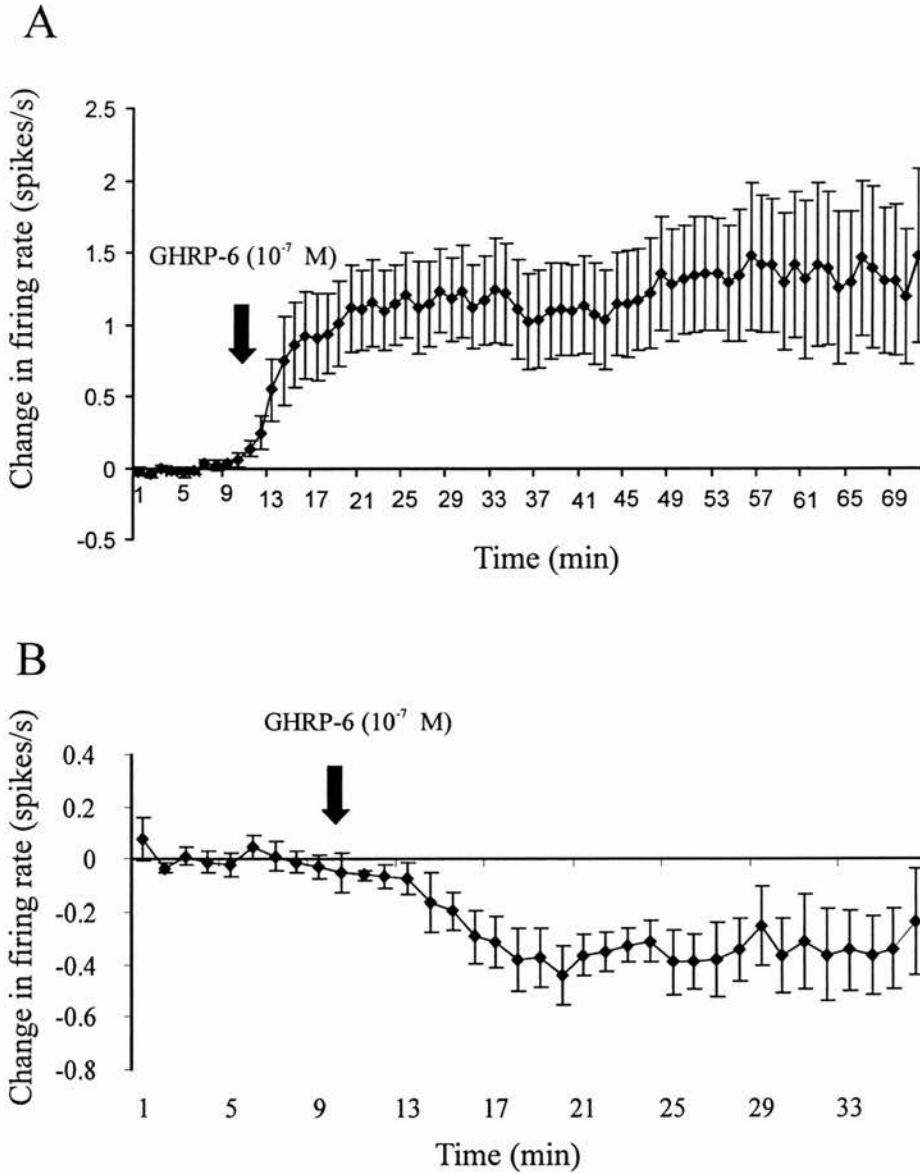 A
Change in firing rate (spikes/s)
2.5
2
1.5
1
0.5
0
-0.5
GHRP-6 (10⁻⁷ M)
1 5 9 13 17 21 25 29 33 37 41 45 49 53 57 61 65 69
Time (min)
B
Change in firing rate (spikes/s)
GHRP-6 (10⁻⁷ M)
0.4
0.2
0
-0.2
-0.4
-0.6
-0.8
1 5 9 13 17 21 25 29 33
Time (min)